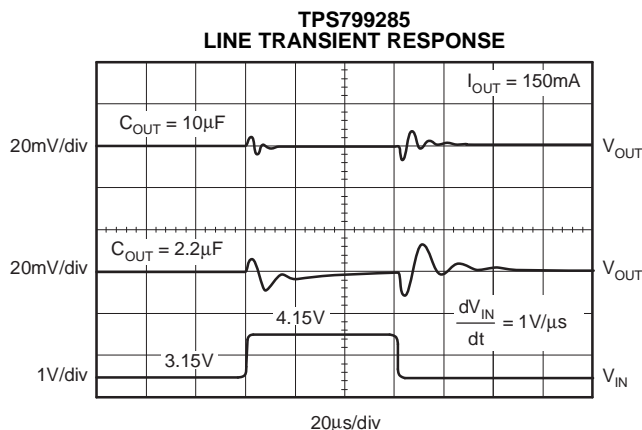 TPS799285
LINE TRANSIENT RESPONSE
I_OUT = 150mA
C_OUT = 10μF
20mV/div
V_OUT
C_OUT = 2.2μF
20mV/div
V_OUT
dV_IN
dt
= 1V/μs
4.15V
3.15V
1V/div
V_IN
20μs/div